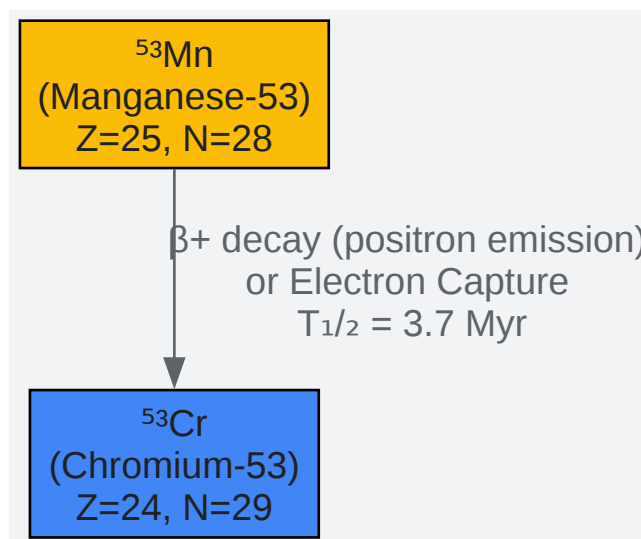 ⁵³Mn
(Manganese-53)
Z=25, N=28
β+ decay (positron emission)
or Electron Capture
T₁/₂ = 3.7 Myr
⁵³Cr
(Chromium-53)
Z=24, N=29